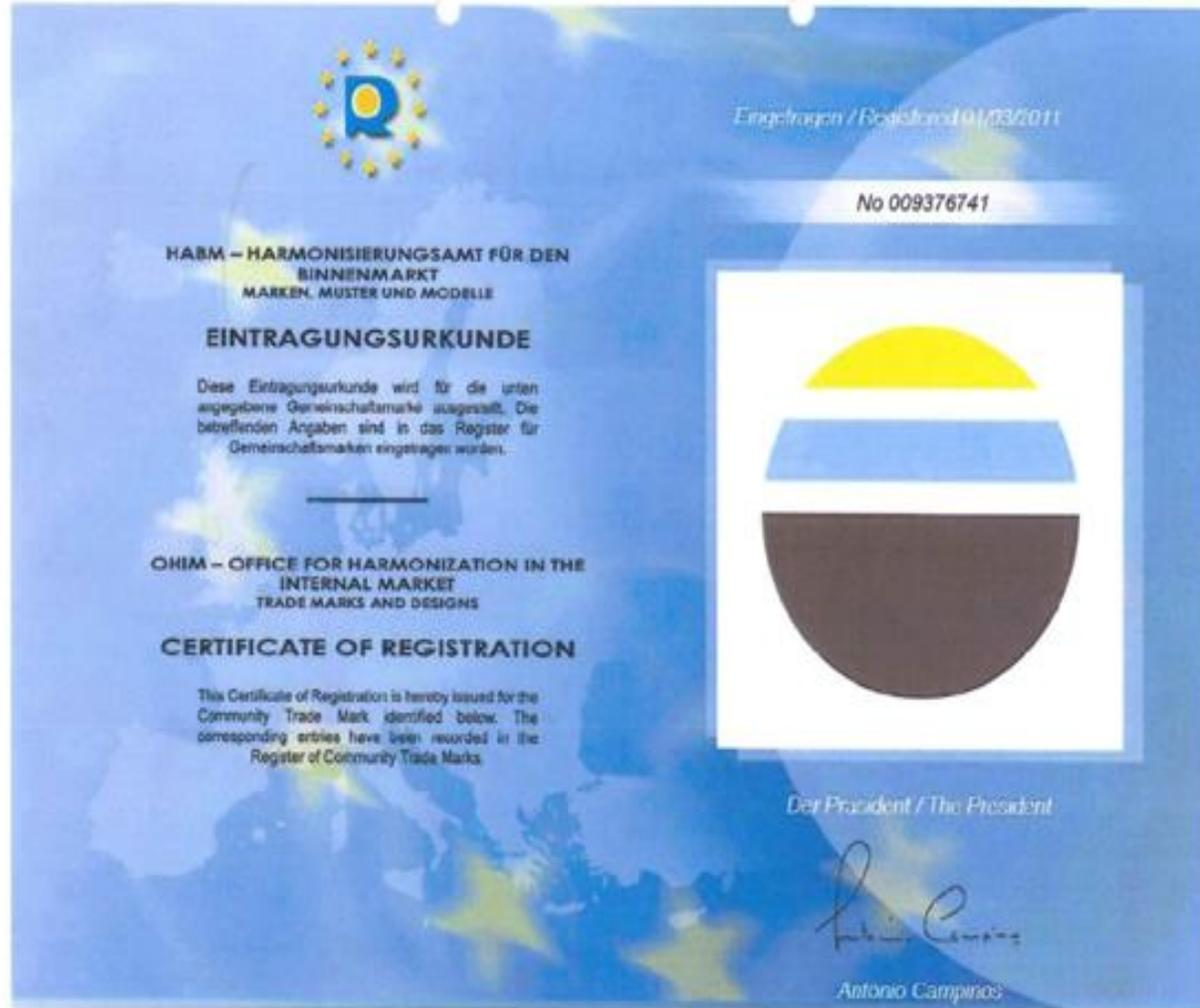 HABM – HARMONISIERUNGSAMT FÜR DEN
BINNENMARKT
MARKEN, MUSTER UND MODELLE
EINTRAGUNGSURKUNDE
Diese Eintragungsurkunde wird für die unten
angegebene Gemeinschaftsmarke ausgestellt. Die
betreffenden Angaben sind in das Register für
Gemeinschaftsmarken eingetragen worden.
OHIM – OFFICE FOR HARMONIZATION IN THE
INTERNAL MARKET
TRADE MARKS AND DESIGNS
CERTIFICATE OF REGISTRATION
This Certificate of Registration is hereby issued for the
Community Trade Mark identified below. The
corresponding entries have been recorded in the
Register of Community Trade Marks
Eingetragen / Registered 01/03/2011
No 009376741
Der Präsident / The President
António Campinos
António Campinos